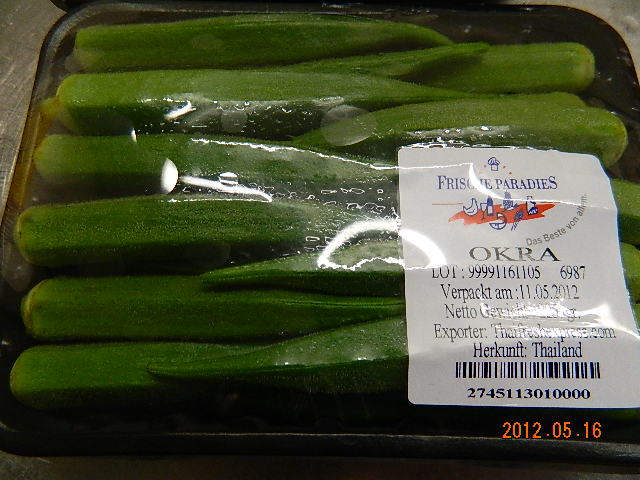 FRISCHE PARADIES
Das Beste von allem.
OKRA
LOT : 99991161105 6987
Verpackt am :11.05.2012
Netto gr.
Exporter:
Herkunft: Thailand
2745113010000
2012.05.16